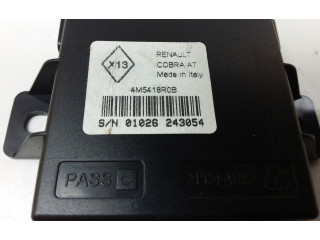 X13
RENAULT
COBRA AT
Made in Italy
4M5418R0B
S/N 01026 243054
PASS